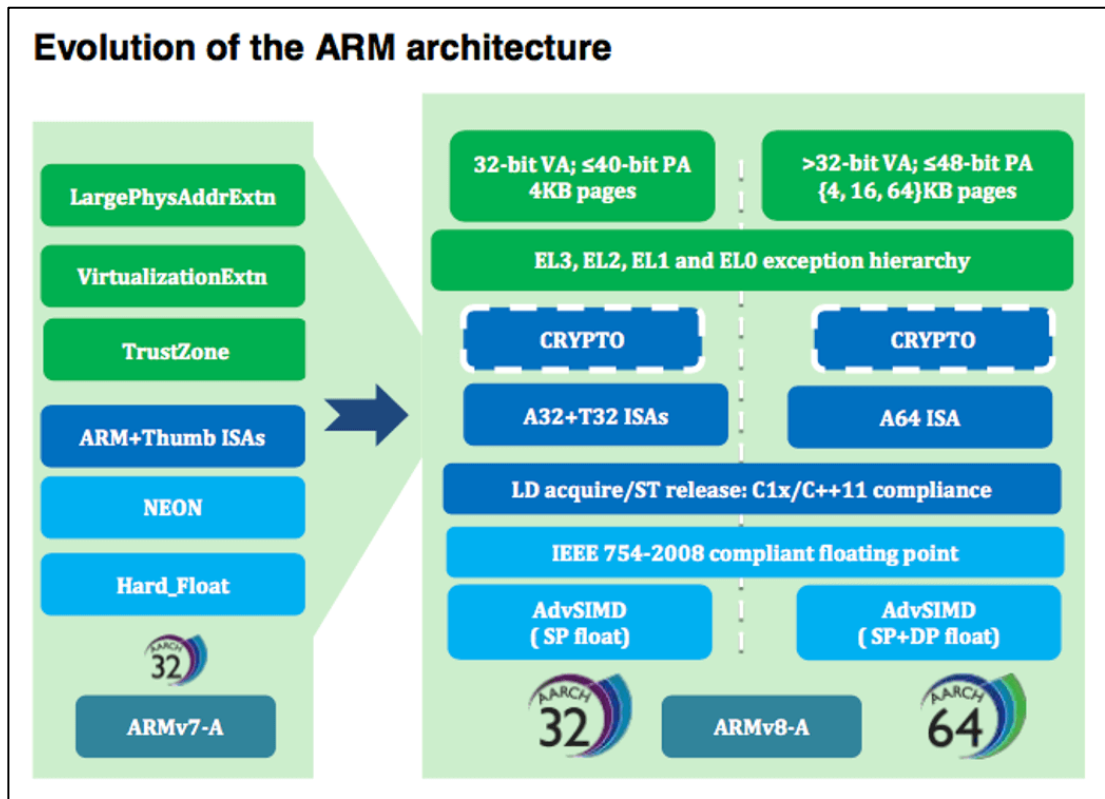 Evolution of the ARM architecture
LargePhysAddrExtn
VirtualizationExtn
TrustZone
ARM+Thumb ISAs
NEON
Hard_Float
AARCH
32
ARMv7-A
32-bit VA; ≤40-bit PA
4KB pages
>32-bit VA; ≤48-bit PA
{4, 16, 64}KB pages
EL3, EL2, EL1 and EL0 exception hierarchy
CRYPTO
CRYPTO
A32+T32 ISAs
A64 ISA
LD acquire/ST release: C1x/C++11 compliance
IEEE 754-2008 compliant floating point
AdvSIMD
( SP float)
AdvSIMD
( SP+DP float)
AARCH
32
ARMv8-A
AARCH
64